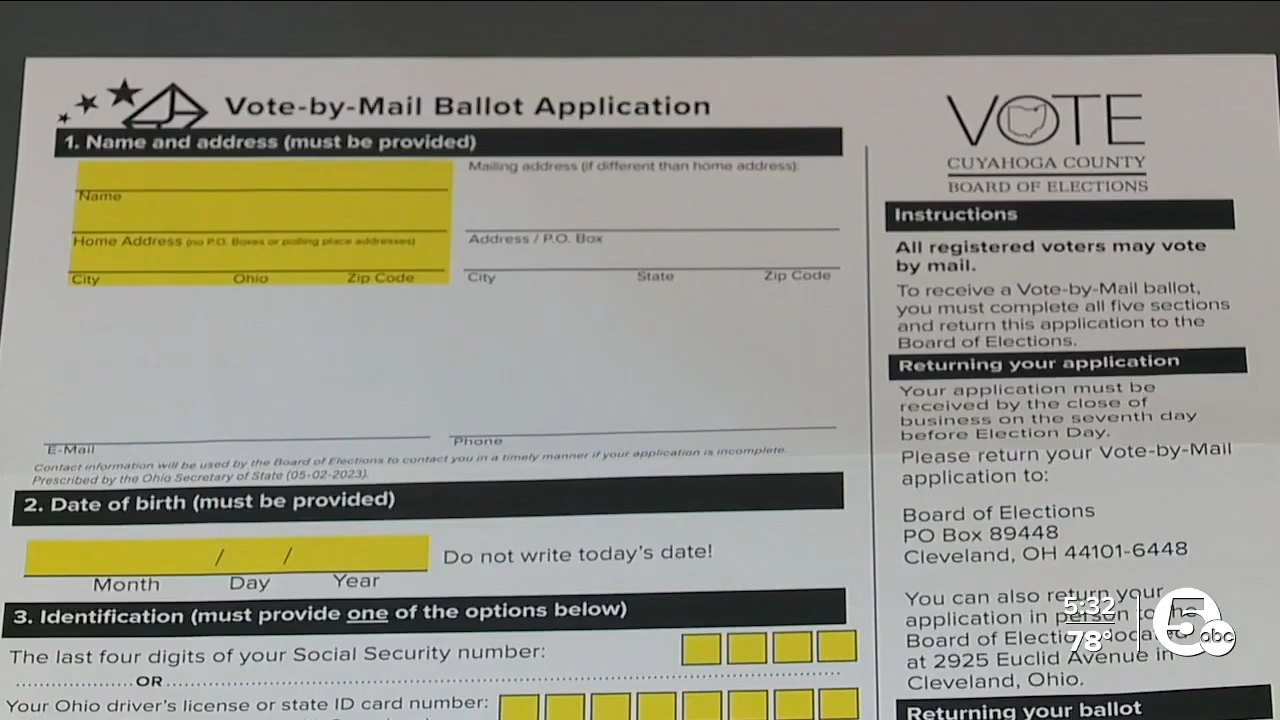 Vote-by-Mail Ballot Application
1. Name and address (must be provided)
Name
Home Address (no P.O. Boxes or polling place addresses)
City Ohio Zip Code
Mailing address (if different than home address):
Address / P.O. Box
City State Zip Code
E-Mail Phone
Contact information will be used by the Board of Elections to contact you in a timely manner if your application is incomplete.
Prescribed by the Ohio Secretary of State (05-02-2023).
2. Date of birth (must be provided)
/ /
Do not write today's date!
Month Day Year
3. Identification (must provide one of the options below)
The last four digits of your Social Security number:
OR
Your Ohio driver's license or state ID card number:
VOTE
CUYAHOGA COUNTY
BOARD OF ELECTIONS
Instructions
All registered voters may vote
by mail.
To receive a Vote-by-Mail ballot,
you must complete all five sections
and return this application to the
Board of Elections.
Returning your application
Your application must be
received by the close of
business on the seventh day
before Election Day.
Please return your Vote-by-Mail
application to:
Board of Elections
PO Box 89448
Cleveland, OH 44101-6448
You can also return your
application in person to the
Board of Elections located
at 2925 Euclid Avenue in
Cleveland, Ohio.
Returning your ballot
5:32
78°
5
abc